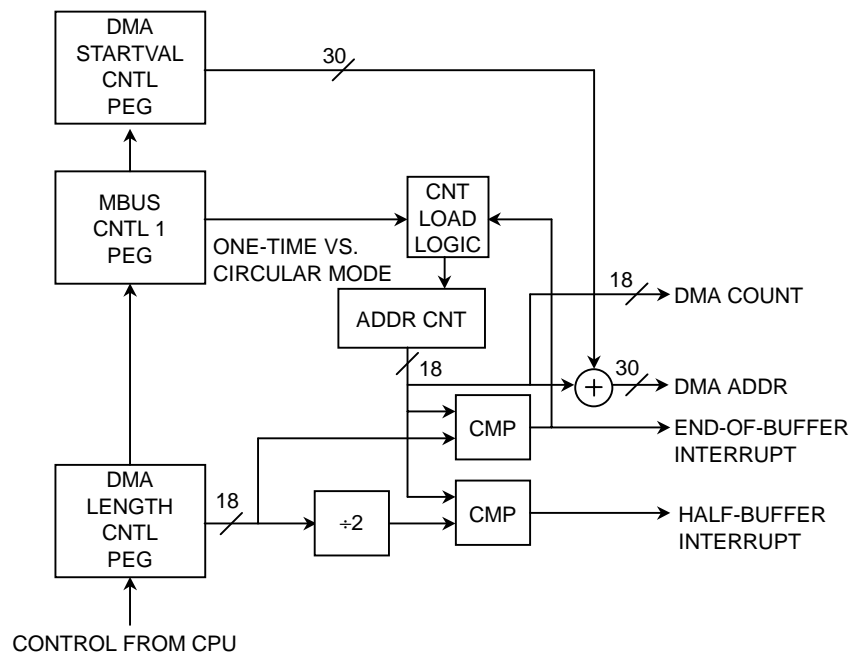 DMA
STARTVAL
CNTL
PEG
30
MBUS
CNTL 1
PEG
ONE-TIME VS.
CIRCULAR MODE
CNT
LOAD
LOGIC
ADDR CNT
18
18
DMA COUNT
+
30
DMA ADDR
CMP
END-OF-BUFFER
INTERRUPT
DMA
LENGTH
CNTL
PEG
18
÷2
CMP
HALF-BUFFER
INTERRUPT
CONTROL FROM CPU